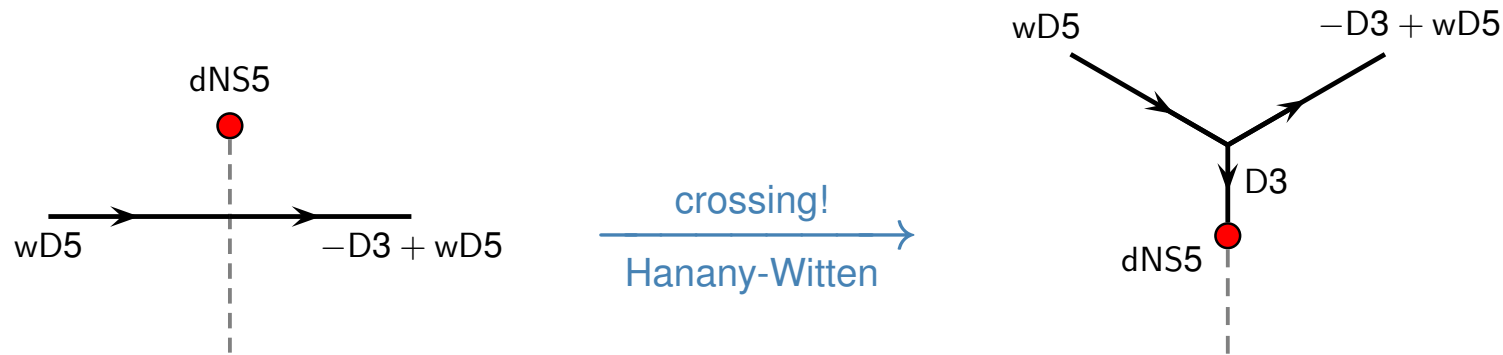 dNS5
wD5
−D3 + wD5
crossing!
Hanany-Witten
wD5
−D3 + wD5
D3
dNS5